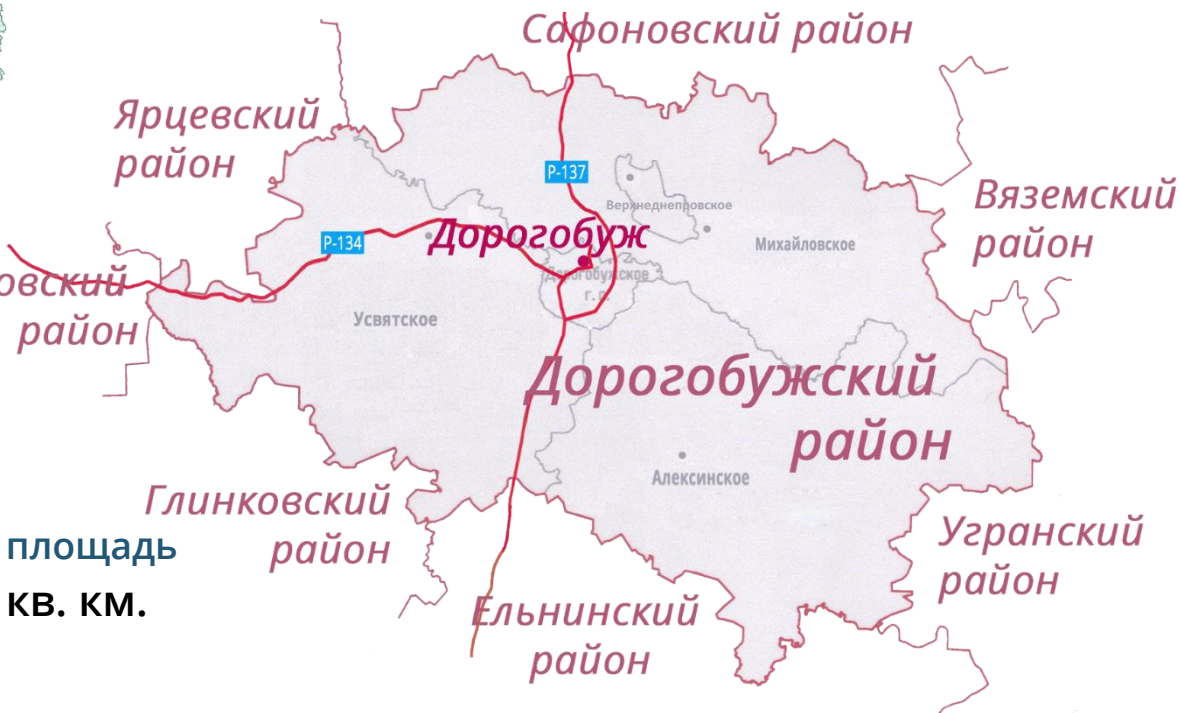 Сафоновский район
Ярцевский
район
Р-137
Вяземский
район
Верхнеднепровское
Р-134
Дорогобуж
Михайловское
Дорогобужское
г.п.
овский
район
Усвятское
Дорогобужский
район
Алексинское
Глинковский
район
Угранский
район
площадь
кв. км.
Ельнинский
район